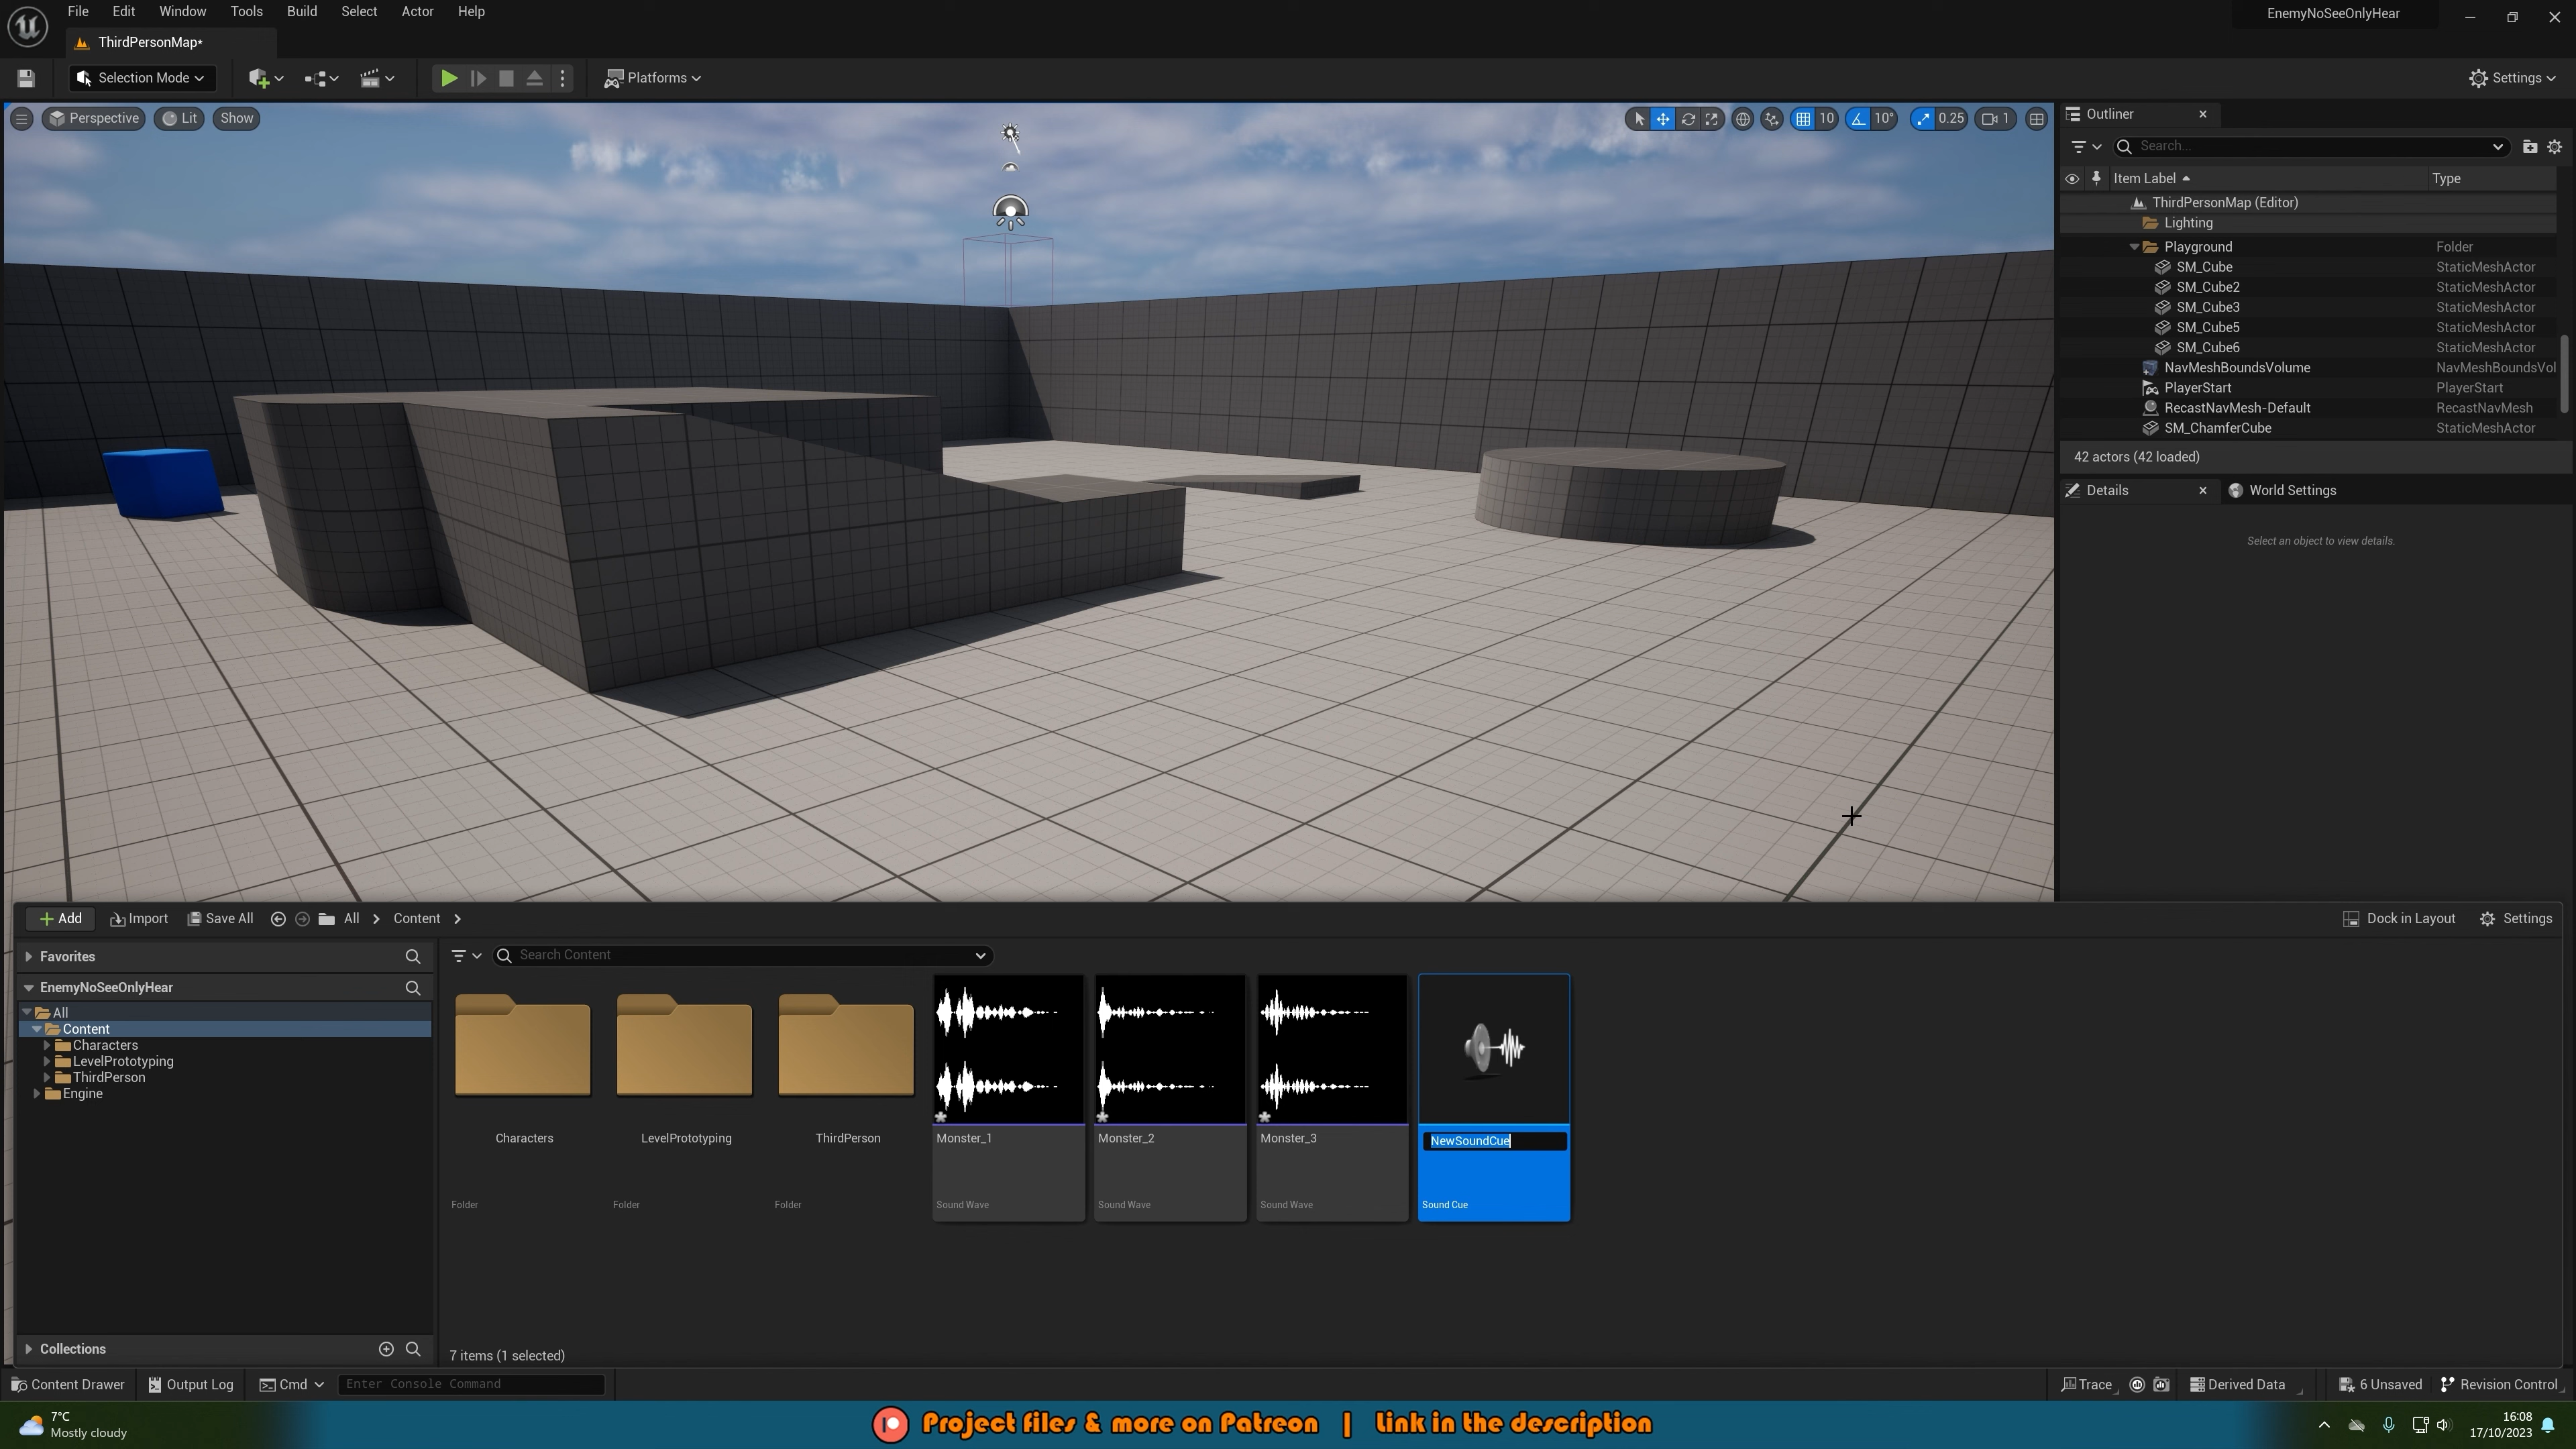 File Edit Window Tools Build Select Actor Help
EnemyNoSeeOnlyHear
ThirdPersonMap*
Selection Mode
Platforms
Settings
Perspective Lit Show
10 10° 0.25 1
Outliner
Search...
Item Label Type
ThirdPersonMap (Editor)
Lighting
Playground Folder
SM_Cube StaticMeshActor
SM_Cube2 StaticMeshActor
SM_Cube3 StaticMeshActor
SM_Cube5 StaticMeshActor
SM_Cube6 StaticMeshActor
NavMeshBoundsVolume NavMeshBoundsVol
PlayerStart PlayerStart
RecastNavMesh-Default RecastNavMesh
SM_ChamferCube StaticMeshActor
42 actors (42 loaded)
Details World Settings
Select an object to view details.
Add Import Save All All Content
Dock in Layout Settings
Favorites
Search Content
EnemyNoSeeOnlyHear
All
Content
Characters
LevelPrototyping
ThirdPerson
Engine
Characters LevelPrototyping ThirdPerson Monster_1 Monster_2 Monster_3 NewSoundCue
Folder Folder Folder Sound Wave Sound Wave Sound Wave Sound Cue
Collections
7 items (1 selected)
Content Drawer Output Log Cmd Enter Console Command
Trace Derived Data 6 Unsaved Revision Control
7°C
Mostly cloudy
Project files & more on Patreon | Link in the description
16:08
17/10/2023